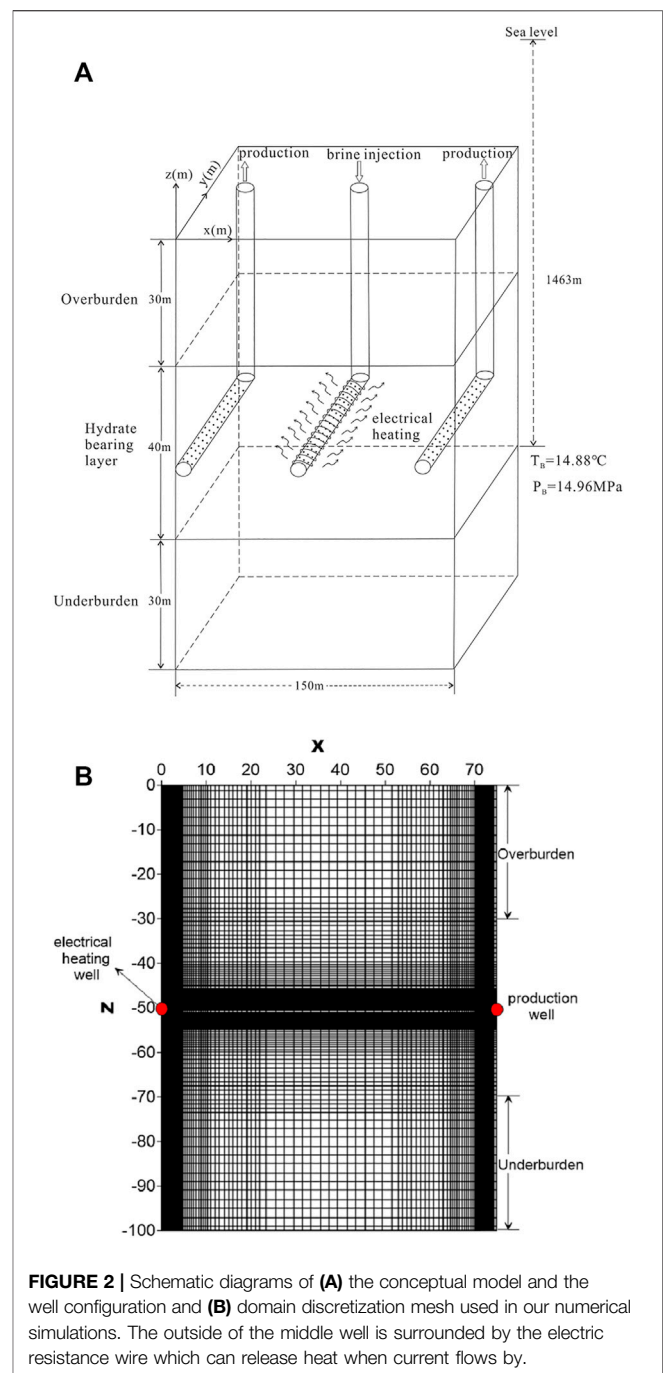 Sea level
A
production
brine injection
production
z(m)
y(m)
x(m)
1463m
Overburden
30m
electrical
heating
Hydrate
bearing
layer
40m
T_B=14.88℃
P_B=14.96MPa
Underburden
30m
150m
X
B
0 10 20 30 40 50 60 70
0
-10
Overburden
-20
-30
-40
electrical
heating
well
-50
Z
production
well
-60
-70
-80
Underburden
-90
-100
FIGURE 2 | Schematic diagrams of (A) the conceptual model and the
well configuration and (B) domain discretization mesh used in our numerical
simulations. The outside of the middle well is surrounded by the electric
resistance wire which can release heat when current flows by.